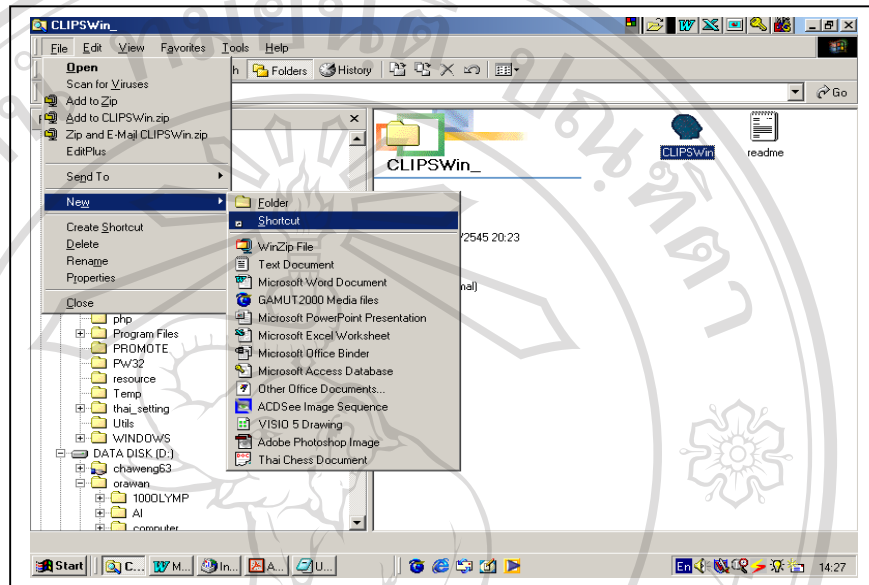 CLIPSWin_
File Edit View Favorites Tools Help
h Folders History
Go
Open
Scan for Viruses
Add to Zip
Add to CLIPSWin.zip
Zip and E-Mail CLIPSWin.zip
EditPlus
Send To
New
Create Shortcut
Delete
Rename
Properties
Close
Folder
Shortcut
WinZip File
Text Document
Microsoft Word Document
GAMUT2000 Media files
Microsoft PowerPoint Presentation
Microsoft Excel Worksheet
Microsoft Office Binder
Microsoft Access Database
Other Office Documents...
ACDSee Image Sequence
VISIO 5 Drawing
Adobe Photoshop Image
Thai Chess Document
php
Program Files
PROMOTE
PW32
resource
Temp
thai_setting
Utils
WINDOWS
DATA DISK (D:)
chaweng63
orawan
100OLYMP
AI
computer
CLIPSWin_
/2545 20:23
mal)
CLIPSWin
readme
Start C... M... In... A... U... En 14:27